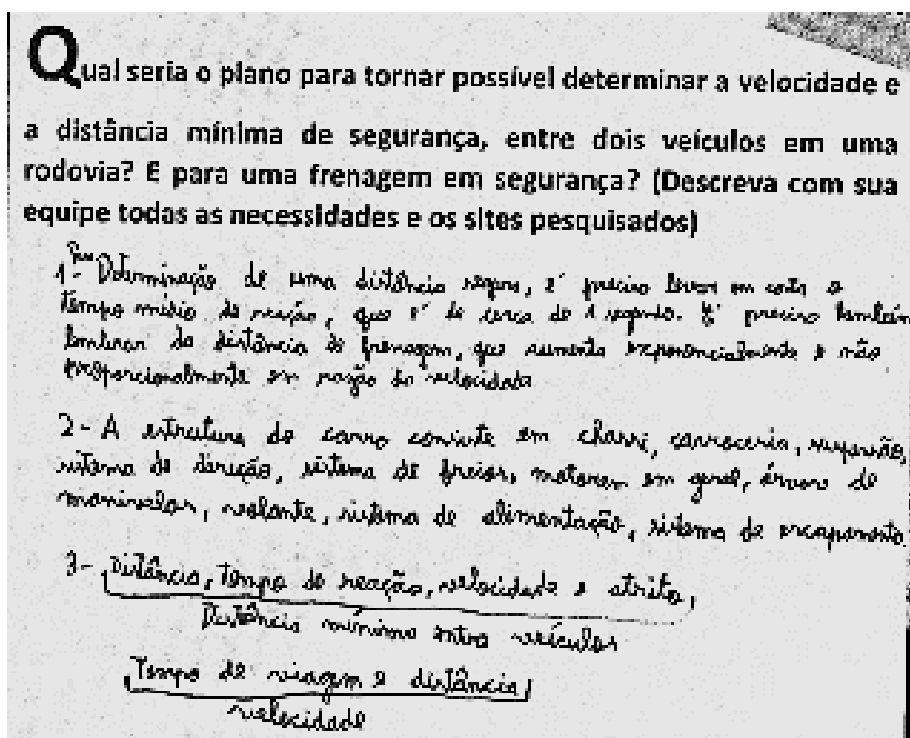 Qual seria o plano para tornar possível determinar a velocidade e
a distância mínima de segurança, entre dois veículos em uma
rodovia? E para uma frenagem em segurança? (Descreva com sua
equipe todas as necessidades e os sites pesquisados)
1- Para Determinação de uma distância segura, é preciso levar em conta o
tempo médio de reação, que é de cerca de 1 segundo. É preciso também
lembrar da distância de frenagem, que aumenta exponencialmente e não
proporcionalmente em razão da velocidade
2- A estrutura do carro consiste em chassi, carroceria, suspensão,
sistema de direção, sistema de freios, motores em geral, árvore de
manivelas, volante, sistema de alimentação, sistema de escapamento.
3- Distância, tempo de reação, velocidade e atrito,
Distância mínima entre veículos
Tempo de viagem e distância
velocidade